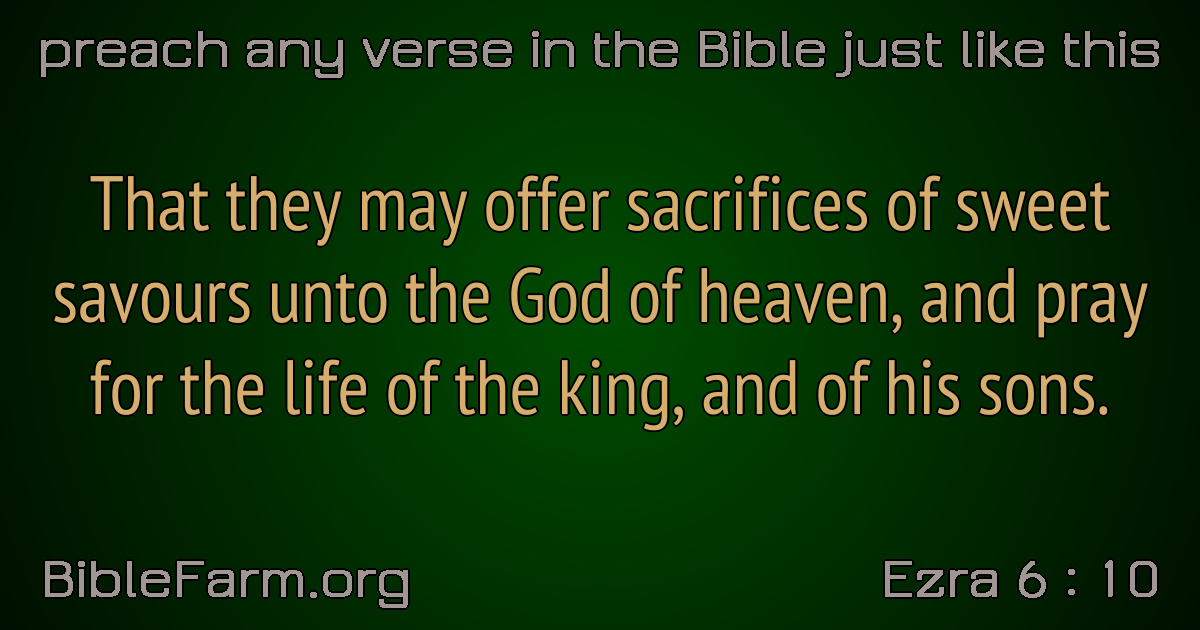 preach any verse in the Bible just like this
That they may offer sacrifices of sweet
savours unto the God of heaven, and pray
for the life of the king, and of his sons.
BibleFarm.org
Ezra 6 : 10